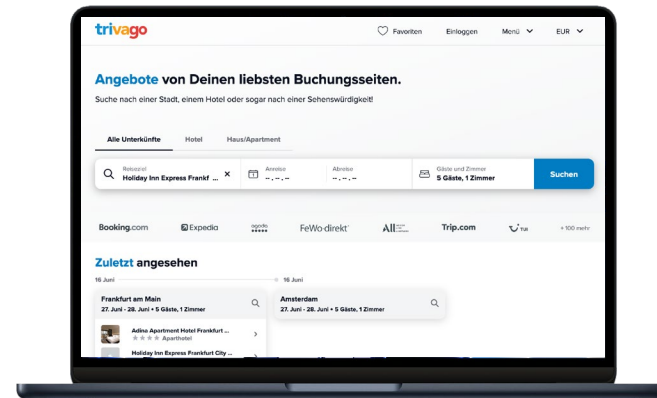 trivago
Favoriten
Einloggen
Menü
EUR
Angebote von Deinen liebsten Buchungsseiten.
Suche nach einer Stadt, einem Hotel oder sogar nach einer Sehenswürdigkeit!
Alle Unterkünfte
Hotel
Haus/Apartment
Reiseziel
Holiday Inn Express Frankf ...
Anreise
-- . -- . --
Abreise
-- . -- . --
Gäste und Zimmer
5 Gäste, 1 Zimmer
Suchen
Booking.com
Expedia
agoda
FeWo-direkt
All
Trip.com
TUI
+ 100 mehr
Zuletzt angesehen
16 Juni
16 Juni
Frankfurt am Main
27. Juni - 28. Juni • 5 Gäste, 1 Zimmer
Amsterdam
27. Juni - 28. Juni • 5 Gäste, 1 Zimmer
Adina Apartment Hotel Frankfurt ...
Aparthotel
Holiday Inn Express Frankfurt City ...